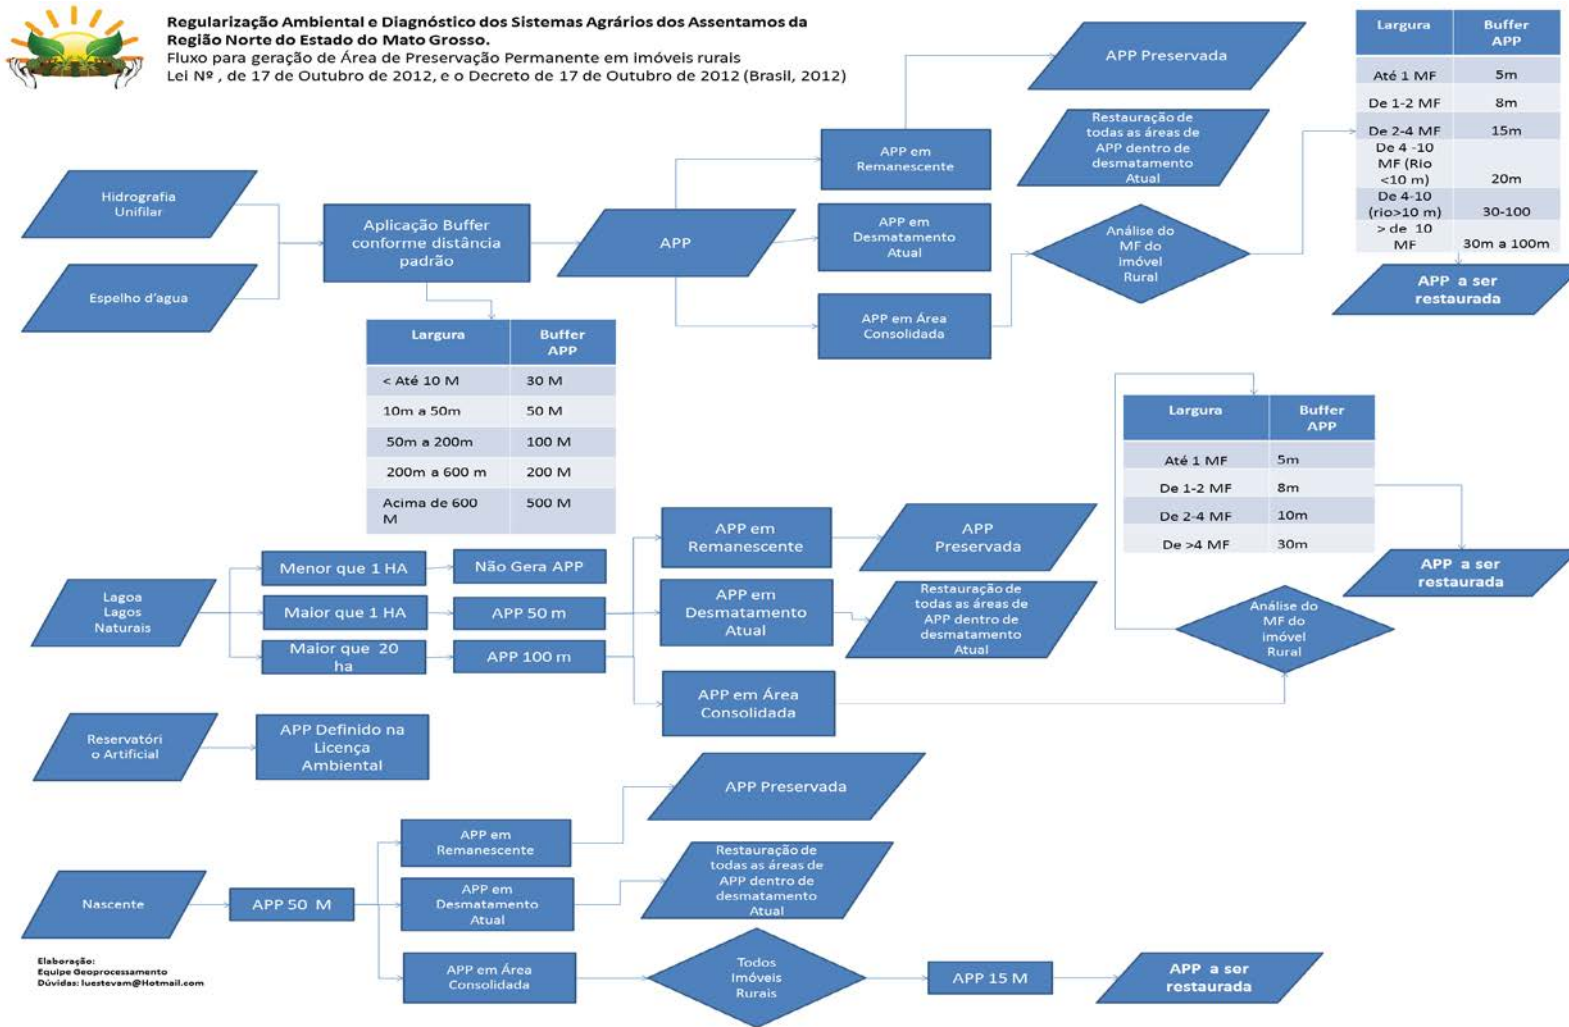 Regularização Ambiental e Diagnóstico dos Sistemas Agrários dos Assentamos da
Região Norte do Estado do Mato Grosso.
Fluxo para geração de Área de Preservação Permanente em imóveis rurais
Lei Nº , de 17 de Outubro de 2012, e o Decreto de 17 de Outubro de 2012 (Brasil, 2012)
Hidrografia
Unifilar
Espelho d'agua
Aplicação Buffer
conforme distância
padrão
APP
APP em
Remanescente
APP em
Desmatamento
Atual
APP em Área
Consolidada
APP Preservada
Restauração de
todas as áreas de
APP dentro de
desmatamento
Atual
Análise do
MF do
imóvel
Rural
Largura Buffer
APP
Até 1 MF 5m
De 1-2 MF 8m
De 2-4 MF 15m
De 4 -10
MF (Rio
<10 m) 20m
De 4-10
(rio>10 m) 30-100
> de 10
MF 30m a 100m
APP a ser
restaurada
Largura Buffer
APP
< Até 10 M 30 M
10m a 50m 50 M
50m a 200m 100 M
200m a 600 m 200 M
Acima de 600
M 500 M
Largura Buffer
APP
Até 1 MF 5m
De 1-2 MF 8m
De 2-4 MF 10m
De >4 MF 30m
APP a ser
restaurada
Lagoa
Lagos
Naturais
Menor que 1 HA
Não Gera APP
Maior que 1 HA
APP 50 m
Maior que 20
ha
APP 100 m
APP em
Remanescente
APP
Preservada
APP em
Desmatamento
Atual
Restauração de
todas as áreas de
APP dentro de
desmatamento
Atual
APP em Área
Consolidada
Análise do
MF do
imóvel
Rural
Reservatóri
o Artificial
APP Definido na
Licença
Ambiental
Nascente
APP 50 M
APP em
Remanescente
APP Preservada
APP em
Desmatamento
Atual
Restauração de
todas as áreas de
APP dentro de
desmatamento
Atual
APP em Área
Consolidada
Todos
Imóveis
Rurais
APP 15 M
APP a ser
restaurada
Elaboração:
Equipe Geoprocessamento
Dúvidas: luestevam@Hotmail.com